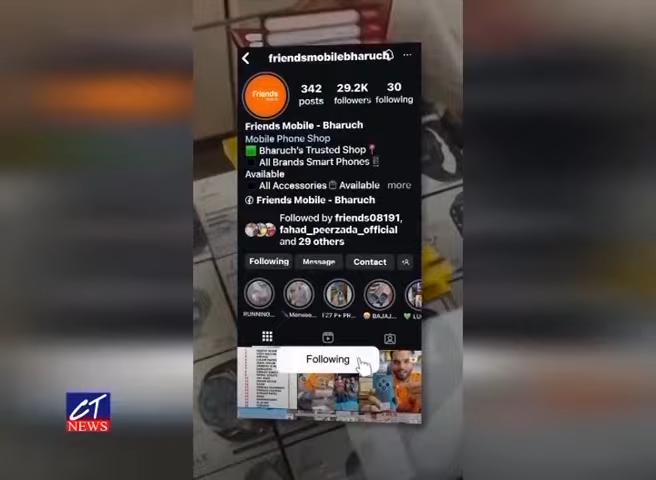 friendsmobilebharuch
Friends
342
29.2K
30
posts
followers
following
Friends Mobile - Bharuch
Mobile Phone Shop
Bharuch's Trusted Shop
All Brands Smart Phones
Available
All Accessories Available more
Friends Mobile - Bharuch
Followed by friends08191,
fahad_peerzada_official
and 29 others
Following Message Contact
RUNNING...
BAJAJ...
Following
CT
NEWS